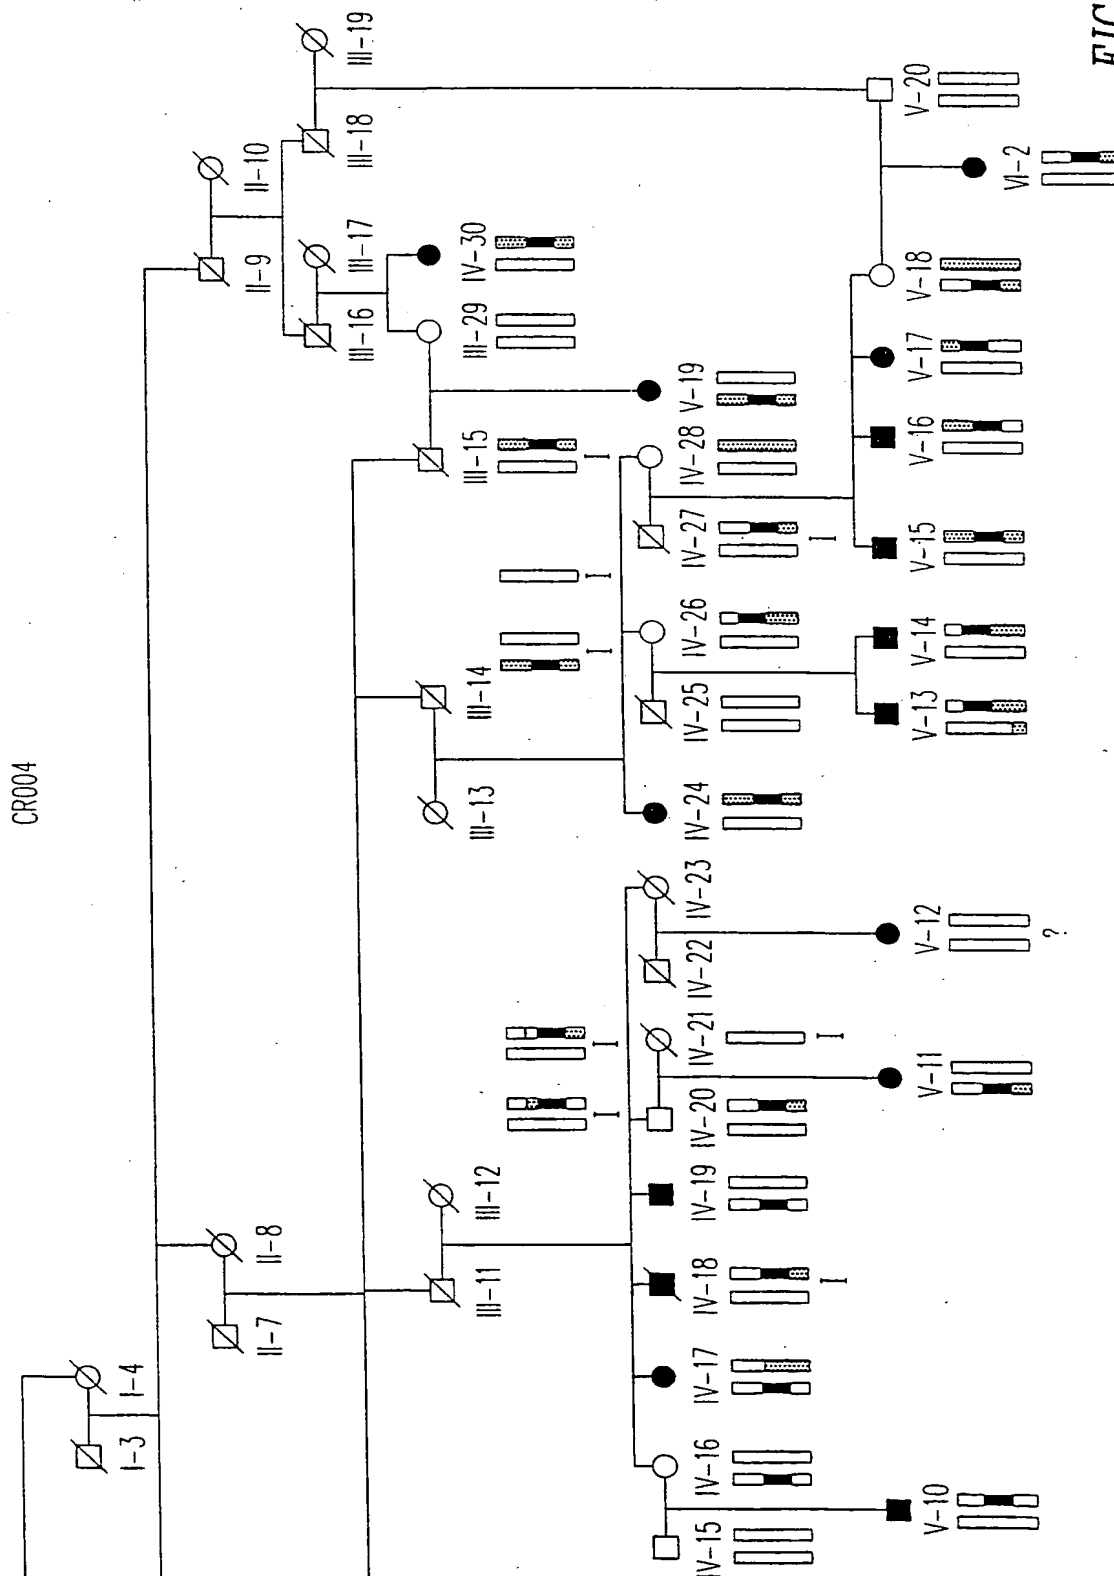 CR004
I-3
I-4
II-7
II-8
II-9
II-10
III-11
III-12
III-13
III-14
III-15
III-16
III-17
III-18
III-19
III-29
IV-30
IV-15
IV-16
IV-17
IV-18
IV-19
IV-20
IV-21
IV-22
IV-23
IV-24
IV-25
IV-26
IV-27
IV-28
V-19
V-10
V-11
V-12
?
V-13
V-14
V-15
V-16
V-17
V-18
VI-2
V-20
I
I
I
I
I
I
I
I
FIG